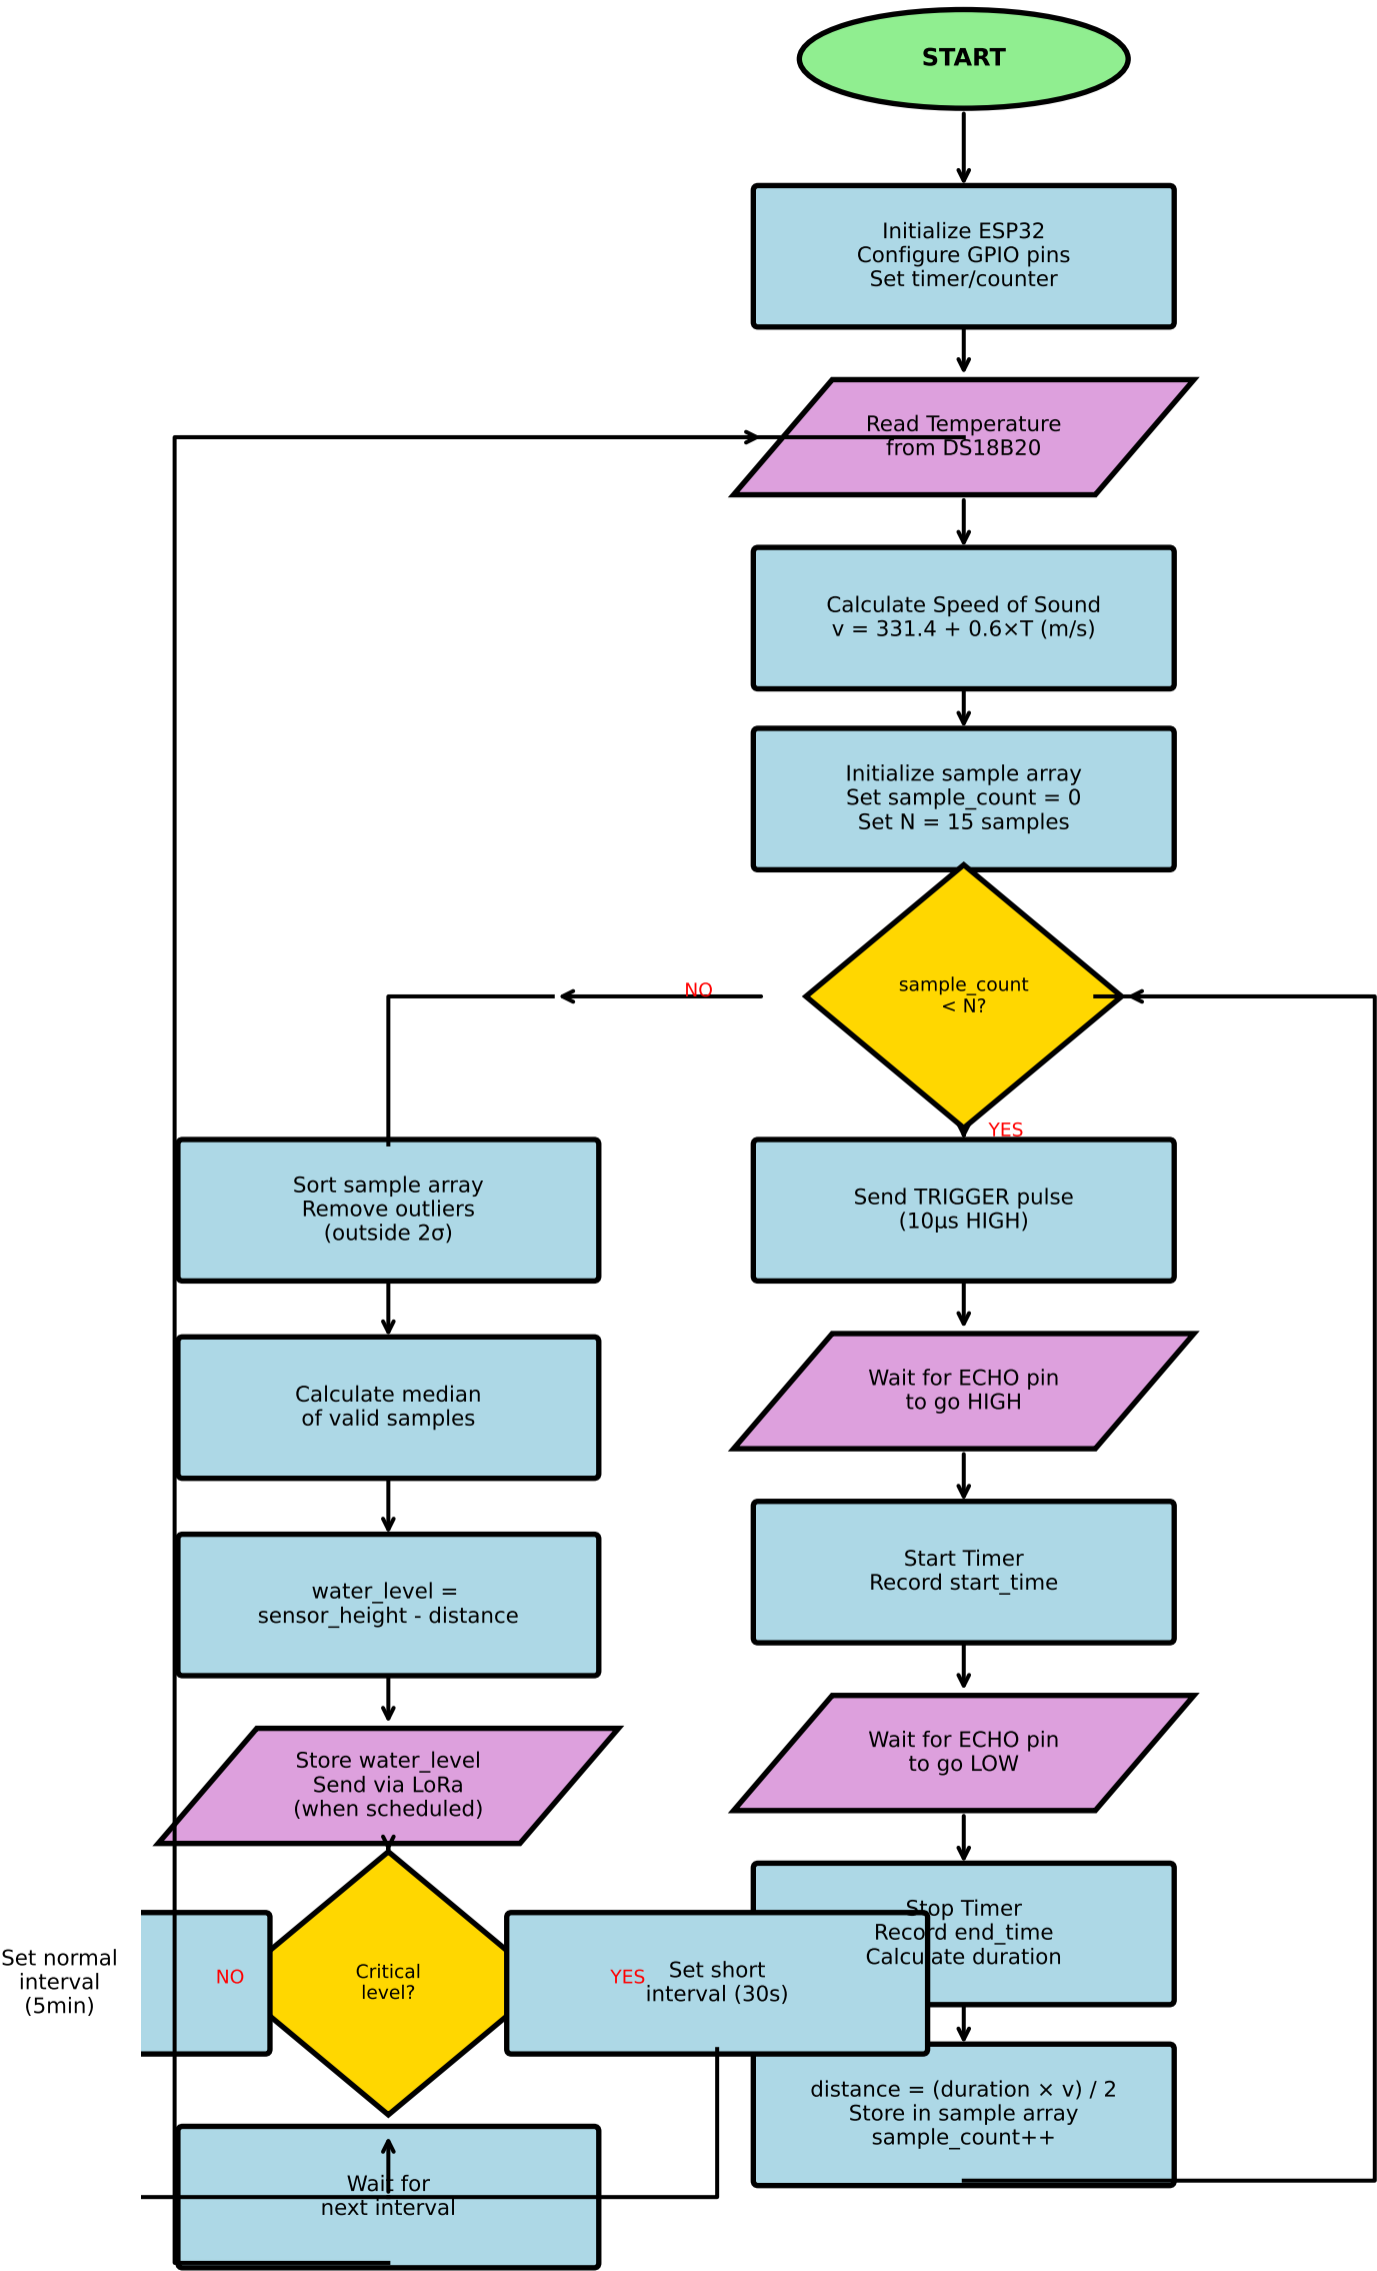 START
Initialize ESP32
Configure GPIO pins
Set timer/counter
Read Temperature
from DS18B20
Calculate Speed of Sound
v = 331.4 + 0.6×T (m/s)
Initialize sample array
Set sample_count = 0
Set N = 15 samples
sample_count
< N?
NO
YES
Send TRIGGER pulse
(10μs HIGH)
Wait for ECHO pin
to go HIGH
Start Timer
Record start_time
Wait for ECHO pin
to go LOW
Stop Timer
Record end_time
Calculate duration
distance = (duration × v) / 2
Store in sample array
sample_count++
Sort sample array
Remove outliers
(outside 2σ)
Calculate median
of valid samples
water_level =
sensor_height - distance
Store water_level
Send via LoRa
(when scheduled)
Critical
level?
NO
YES
Set normal
interval
(5min)
Set short
interval (30s)
Wait for
next interval